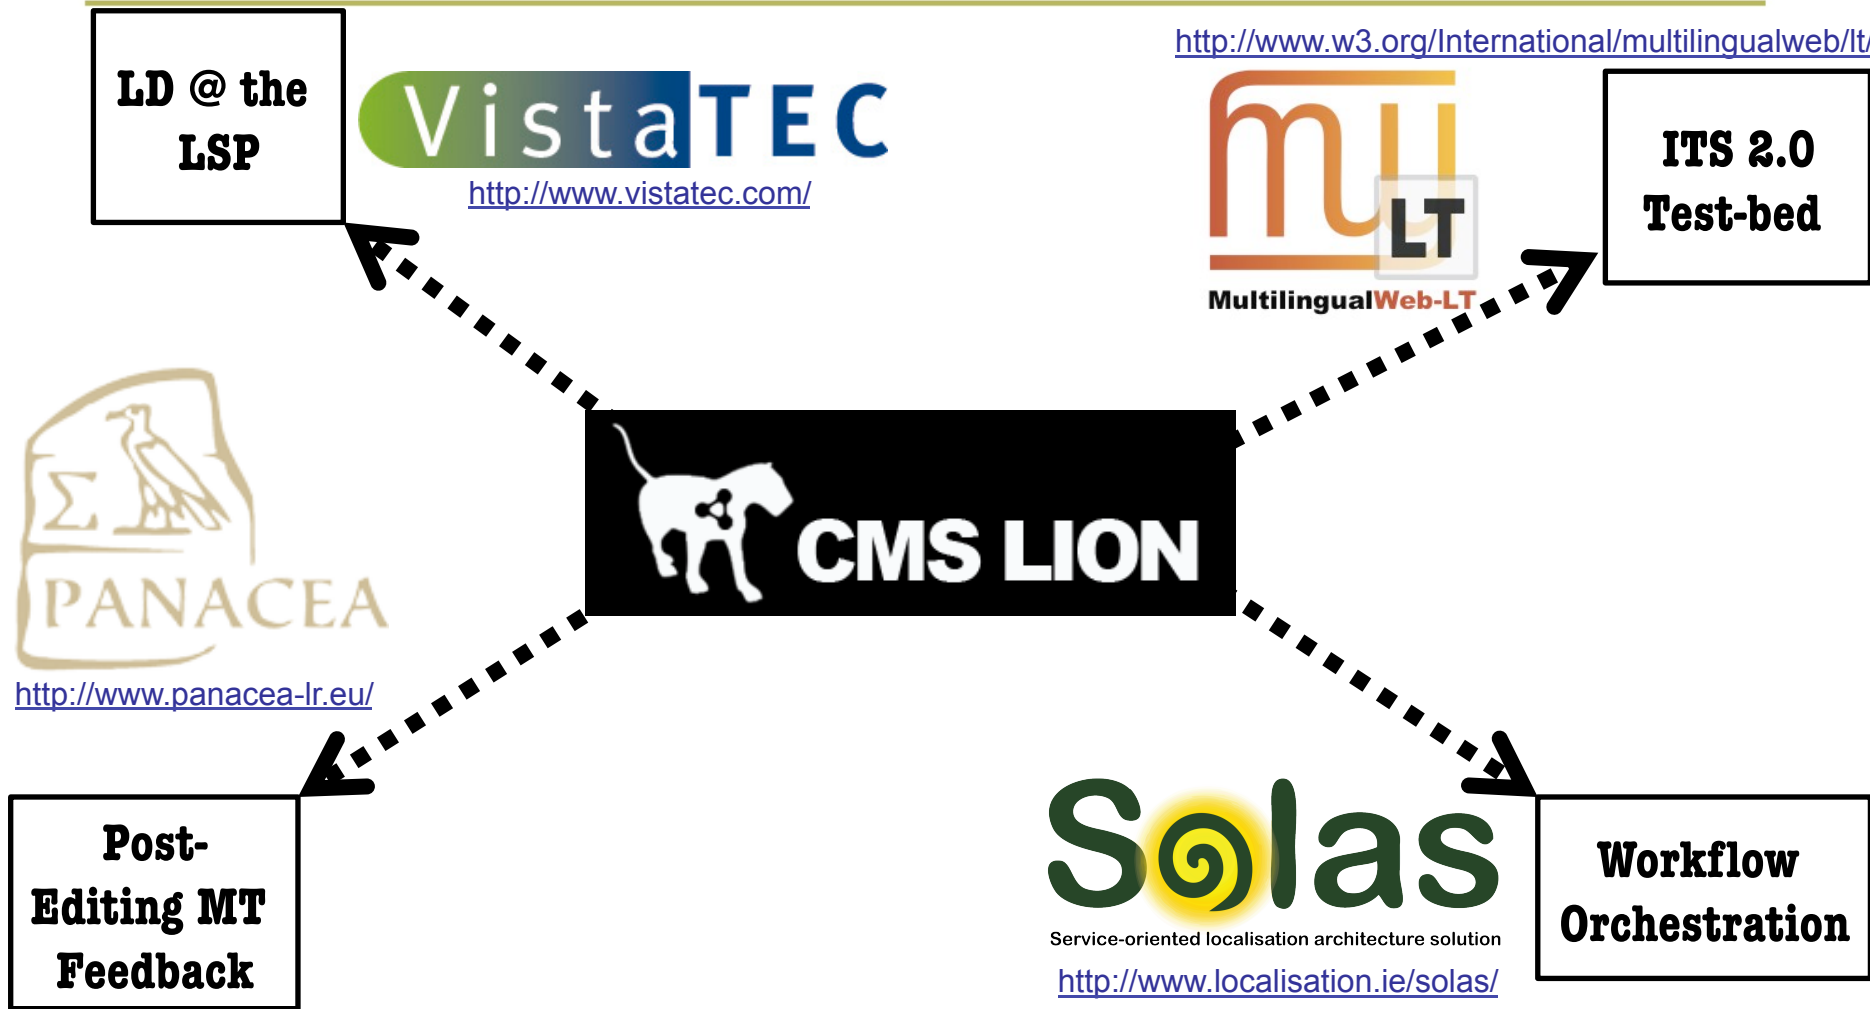 LD @ the
LSP
VistaTEC
http://www.vistatec.com/
http://www.w3.org/International/multilingualweb/lt/
my
LT
MultilingualWeb-LT
ITS 2.0
Test-bed
Σ
PANACEA
http://www.panacea-lr.eu/
CMS LION
Post-
Editing MT
Feedback
Solas
Service-oriented localisation architecture solution
http://www.localisation.ie/solas/
Workflow
Orchestration